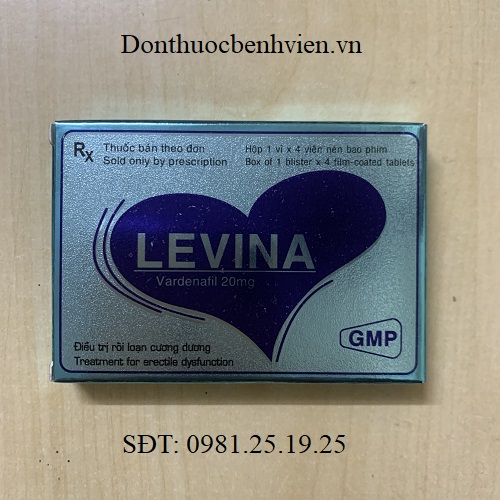 Donthuocbenhvien.vn
Rx Thuốc bán theo đơn
Sold only by prescription
Hộp 1 vỉ x 4 viên nén bao phim
Box of 1 blister x 4 film-coated tablets
LEVINA
Vardenafil 20mg
GMP
Điều trị rối loạn cương dương
Treatment for erectile dysfunction
SĐT: 0981.25.19.25